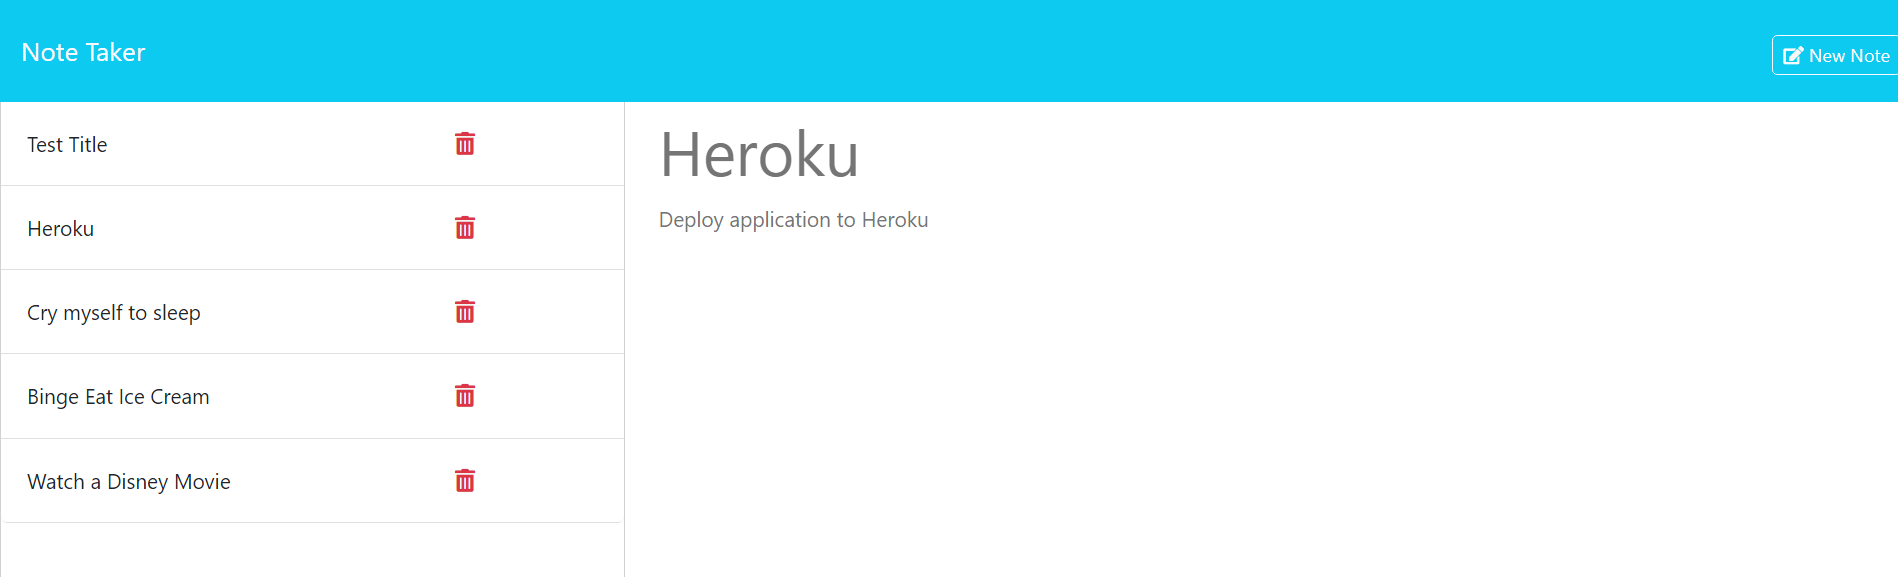 Note Taker
New Note
Test Title
Heroku
Cry myself to sleep
Binge Eat Ice Cream
Watch a Disney Movie
Heroku
Deploy application to Heroku